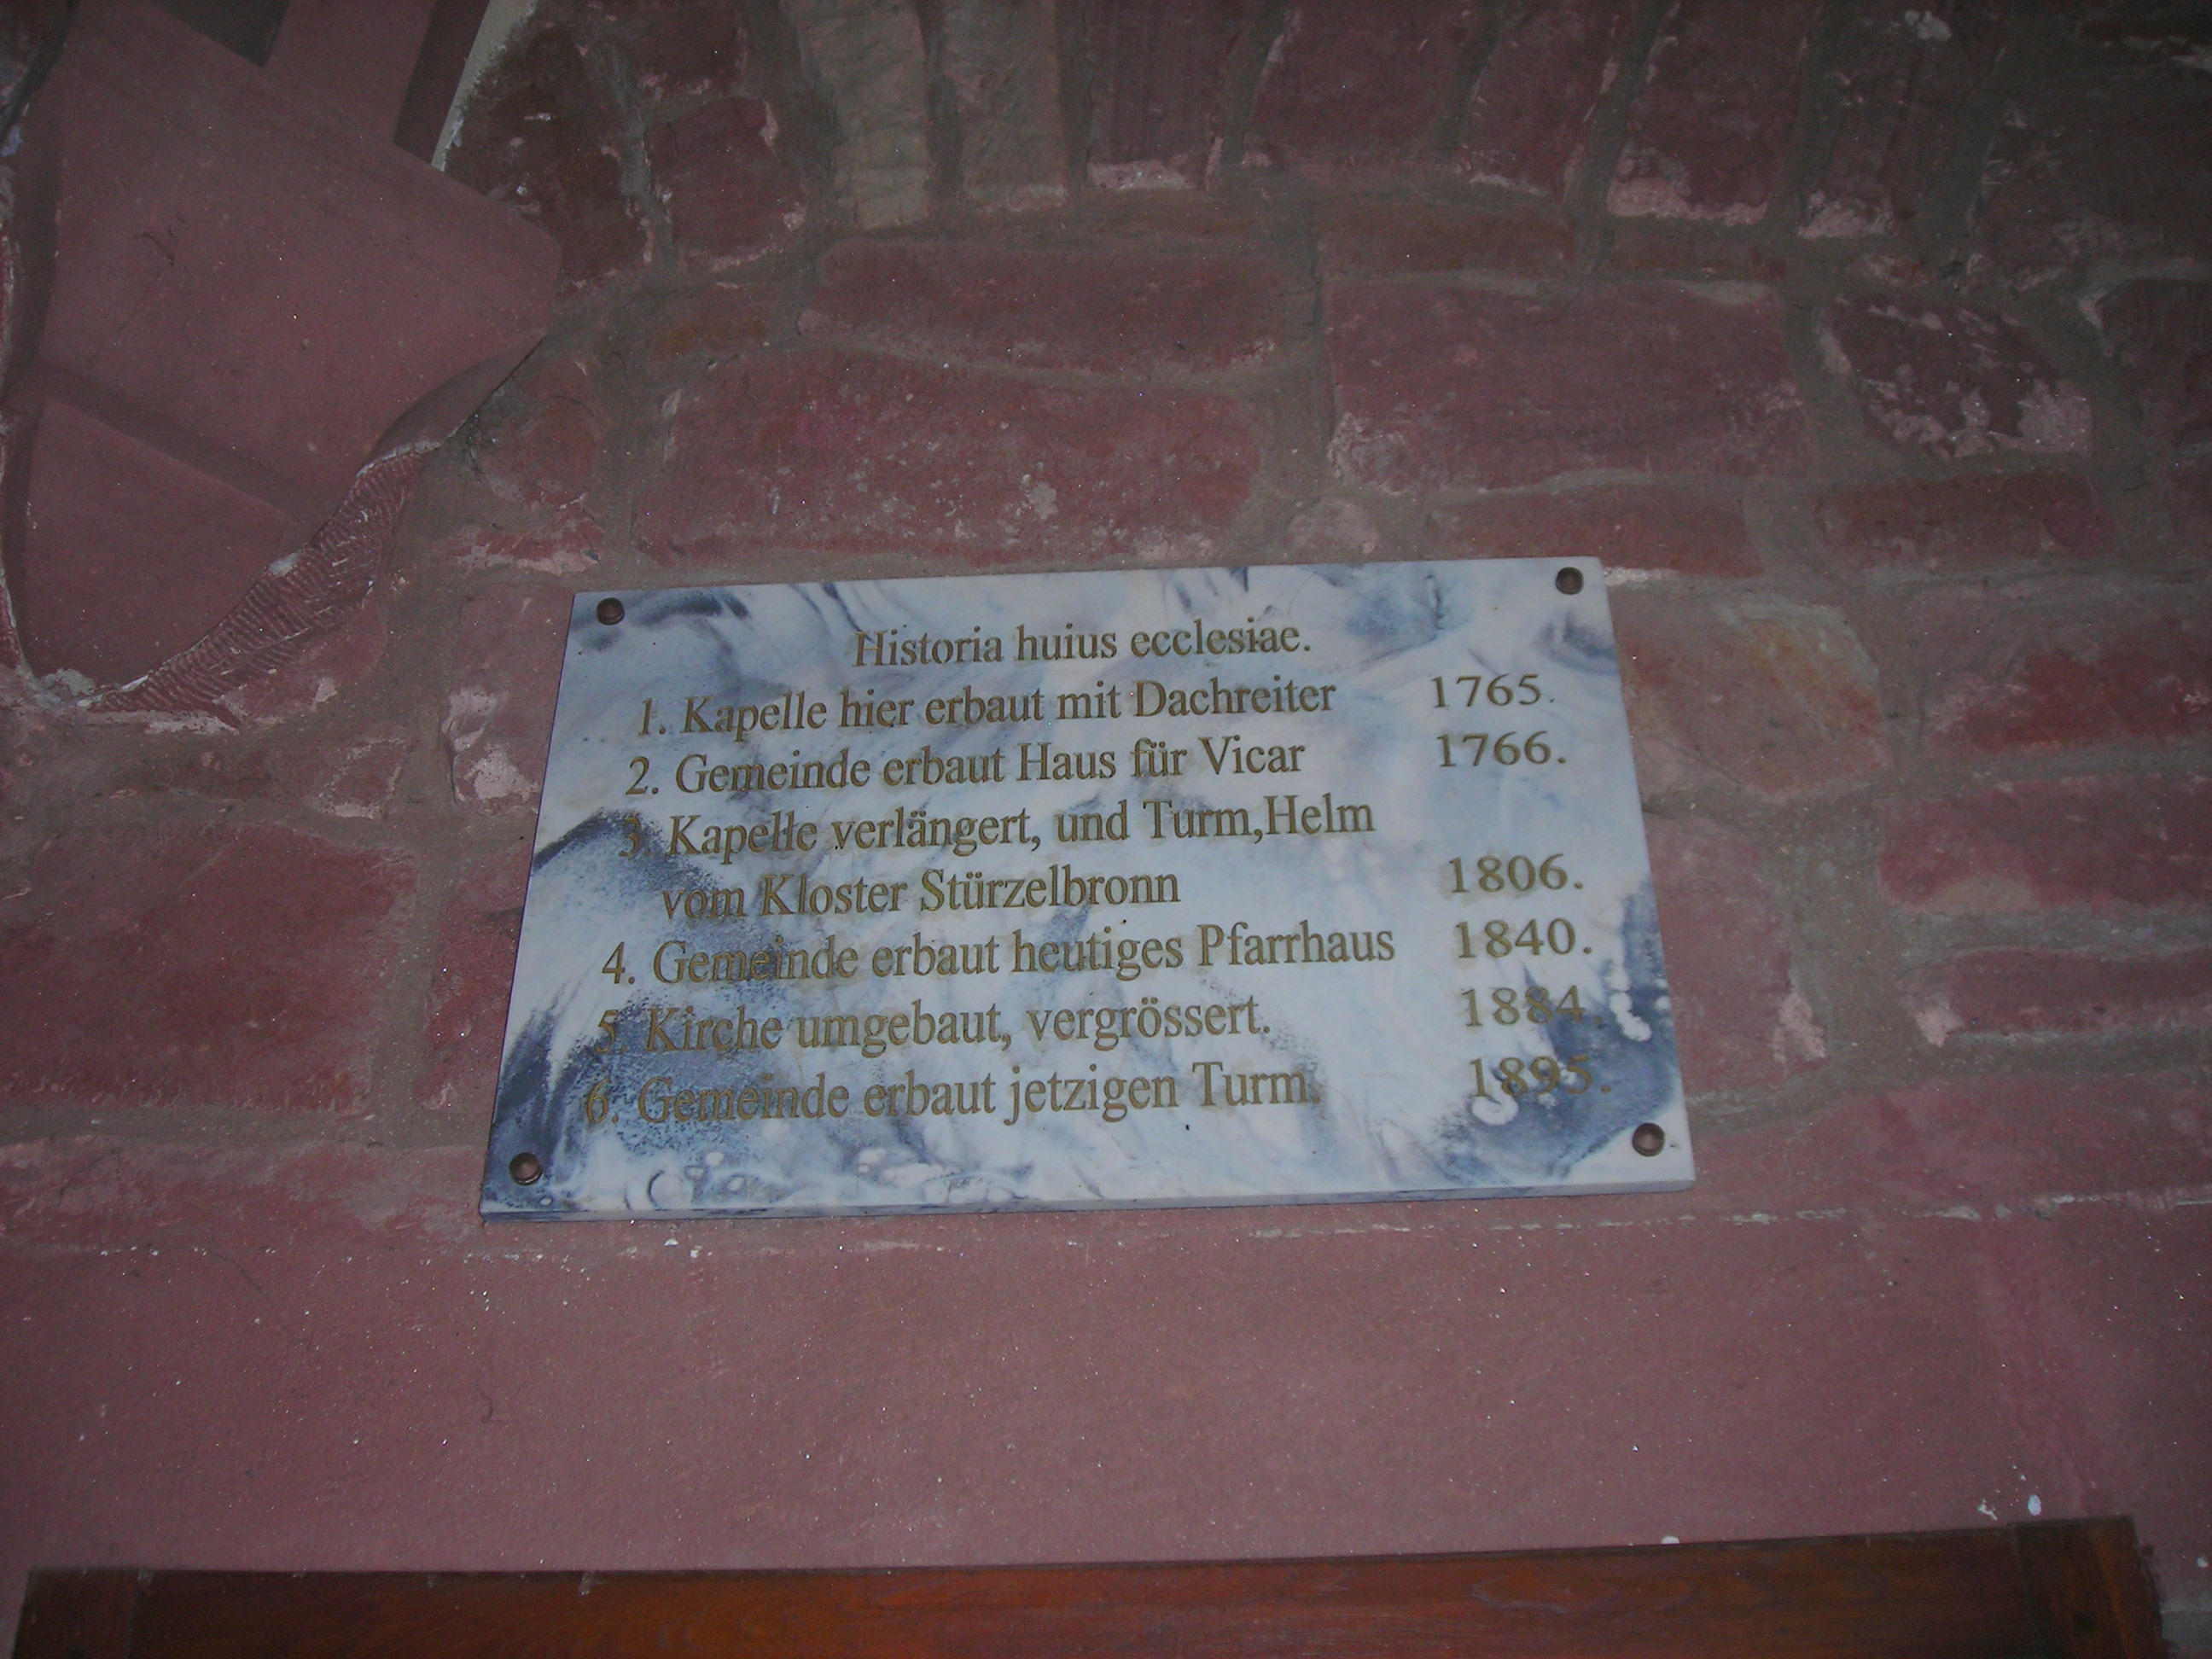 Historia huius ecclesiae.
1. Kapelle hier erbaut mit Dachreiter 1765.
2. Gemeinde erbaut Haus für Vicar 1766.
3. Kapelle verlängert, und Turm,Helm
vom Kloster Stürzelbronn 1806.
4. Gemeinde erbaut heutiges Pfarrhaus 1840.
5. Kirche umgebaut, vergrössert. 1884.
6. Gemeinde erbaut jetzigen Turm. 1895.